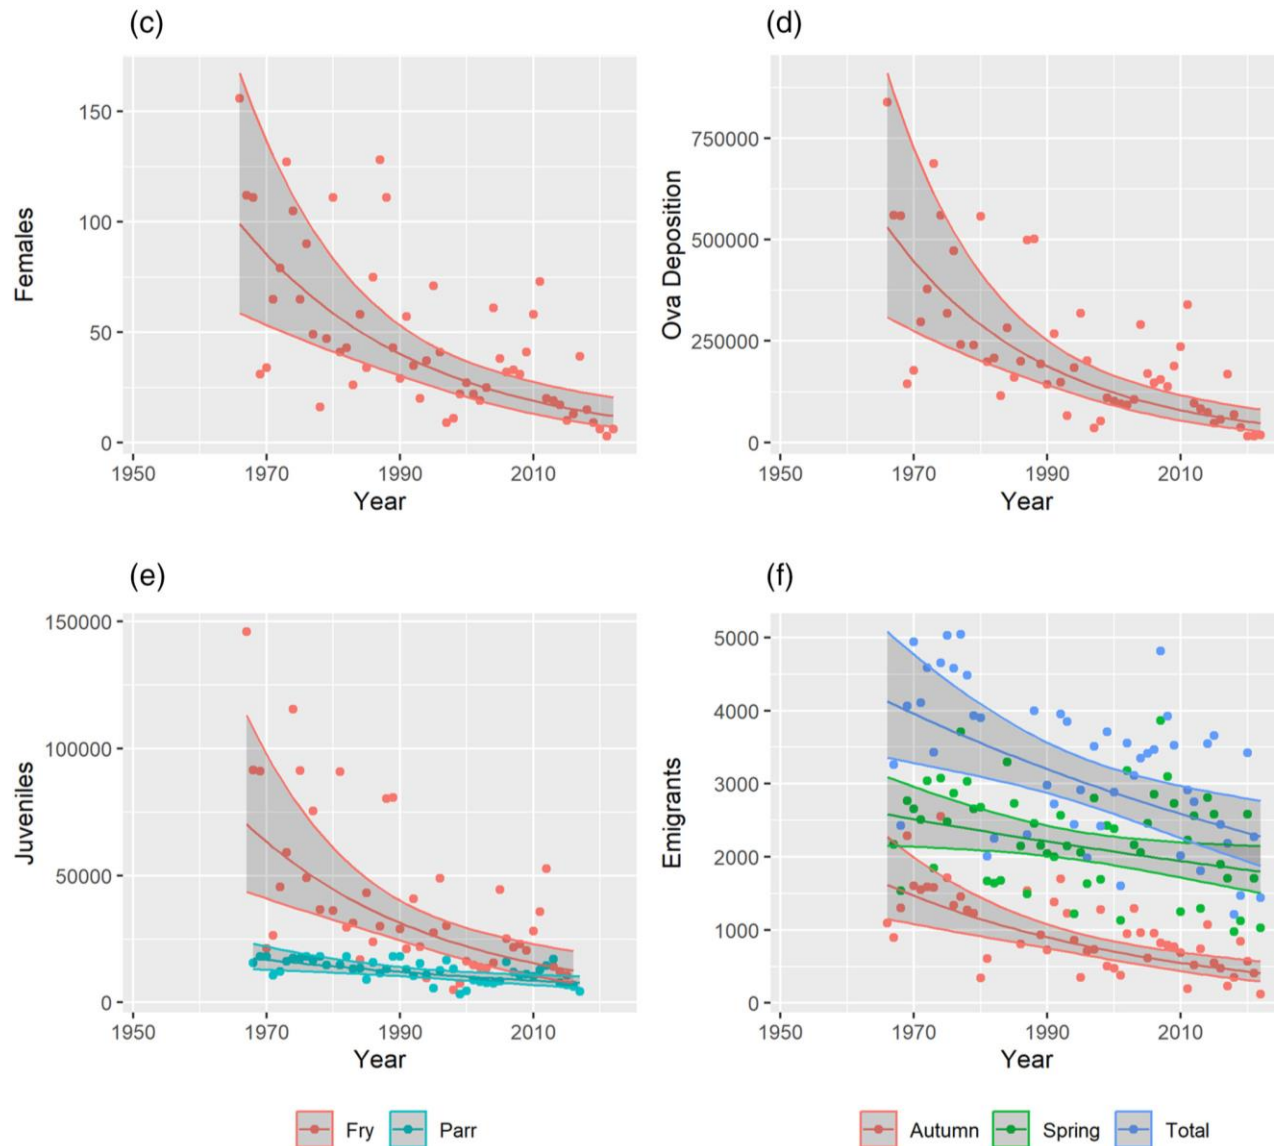 (c)
(d)
150
100
50
0
Females
1950 1970 1990 2010
Year
750000
500000
250000
0
Ova Deposition
1950 1970 1990 2010
Year
(e)
(f)
150000
100000
50000
0
Juveniles
1950 1970 1990 2010
Year
5000
4000
3000
2000
1000
0
Emigrants
1950 1970 1990 2010
Year
Fry Parr
Autumn Spring Total